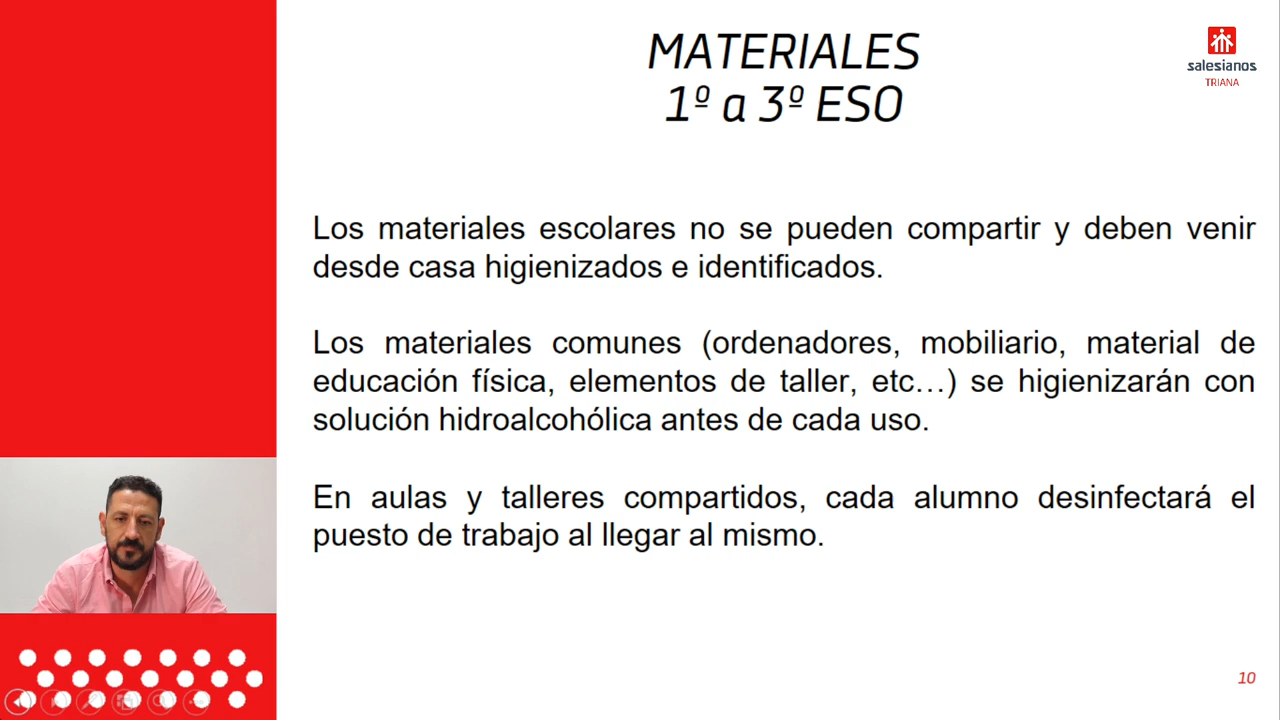 MATERIALES
1º a 3º ESO
salesianos
TRIANA
Los materiales escolares no se pueden compartir y deben venir
desde casa higienizados e identificados.
Los materiales comunes (ordenadores, mobiliario, material de
educación física, elementos de taller, etc…) se higienizarán con
solución hidroalcohólica antes de cada uso.
En aulas y talleres compartidos, cada alumno desinfectará el
puesto de trabajo al llegar al mismo.
10